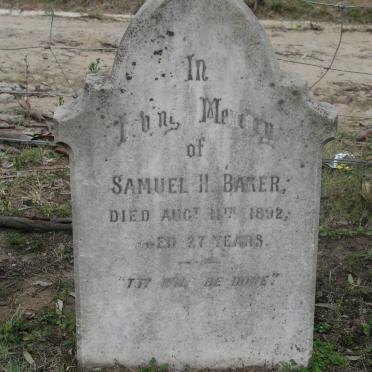 In
Loving Memory
of
SAMUEL H. BAKER,
DIED AUGT. 11TH 1892,
AGED 27 YEARS.
"THY WILL BE DONE."